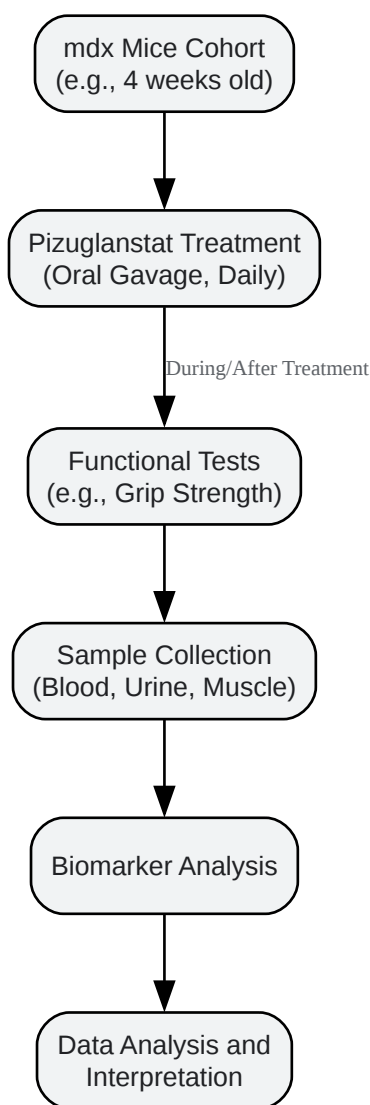 mdx Mice Cohort
(e.g., 4 weeks old)
Pizuglanstat Treatment
(Oral Gavage, Daily)
During/After Treatment
Functional Tests
(e.g., Grip Strength)
Sample Collection
(Blood, Urine, Muscle)
Biomarker Analysis
Data Analysis and
Interpretation